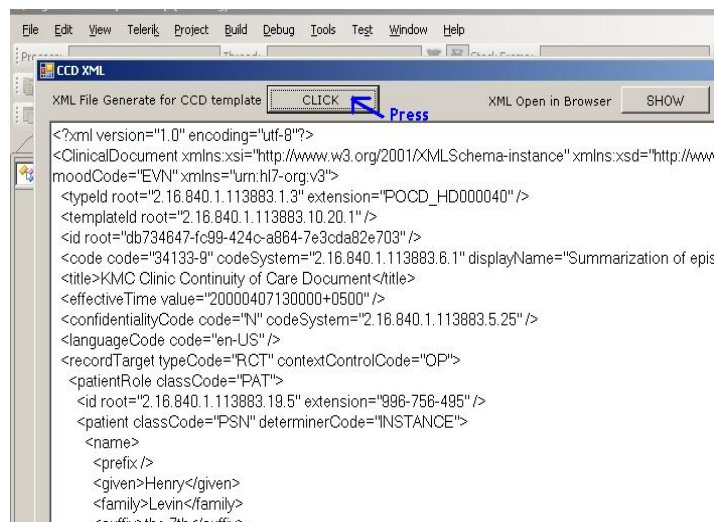 File Edit View Telerik Project Build Debug Tools Test Window Help
CCD XML
XML File Generate for CCD template CLICK Press XML Open in Browser SHOW
<?xml version="1.0" encoding="utf-8"?>
<ClinicalDocument xmlns:xsi="http://www.w3.org/2001/XMLSchema-instance" xmlns:xsd="http://www
moodCode="EVN" xmlns="urn:hl7-org:v3">
<typeId root="2.16.840.1.113883.1.3" extension="POCD_HD000040" />
<templateId root="2.16.840.1.113883.10.20.1" />
<id root="db734647-fc99-424c-a864-7e3cda82e703" />
<code code="34133-9" codeSystem="2.16.840.1.113883.6.1" displayName="Summarization of epis
<title>KMC Clinic Continuity of Care Document</title>
<effectiveTime value="20000407130000+0500" />
<confidentialityCode code="N" codeSystem="2.16.840.1.113883.5.25" />
<languageCode code="en-US" />
<recordTarget typeCode="RCT" contextControlCode="OP">
<patientRole classCode="PAT">
<id root="2.16.840.1.113883.19.5" extension="996-756-495" />
<patient classCode="PSN" determinerCode="INSTANCE">
<name>
<prefix />
<given>Henry</given>
<family>Levin</family>